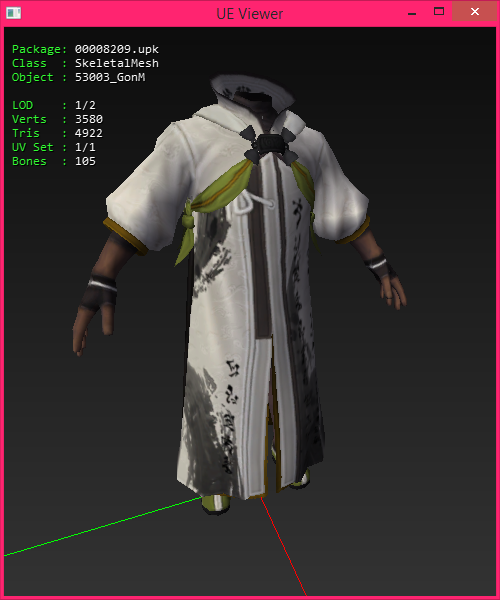 UE Viewer
Package: 00008209.upk
Class : SkeletalMesh
Object : 53003_GonM
LOD : 1/2
Verts : 3580
Tris : 4922
UV Set : 1/1
Bones : 105